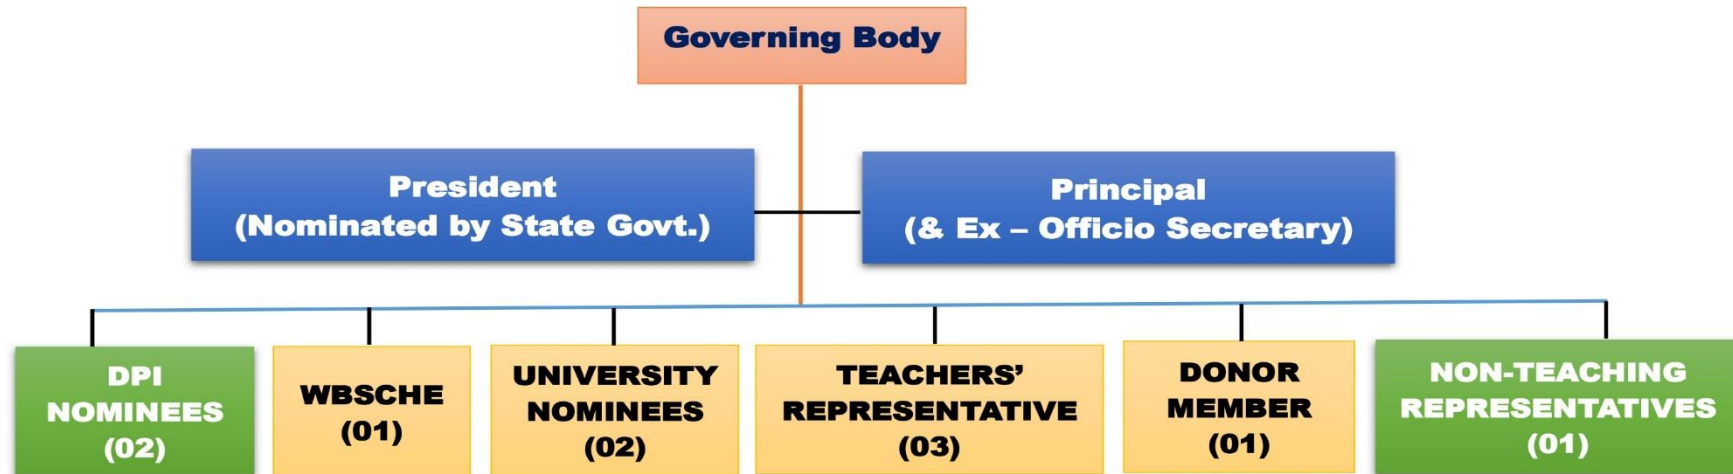 Governing Body
President
(Nominated by State Govt.)
Principal
(& Ex – Officio Secretary)
DPI
NOMINEES
(02)
WBSCHE
(01)
UNIVERSITY
NOMINEES
(02)
TEACHERS’
REPRESENTATIVE
(03)
DONOR
MEMBER
(01)
NON-TEACHING
REPRESENTATIVES
(01)